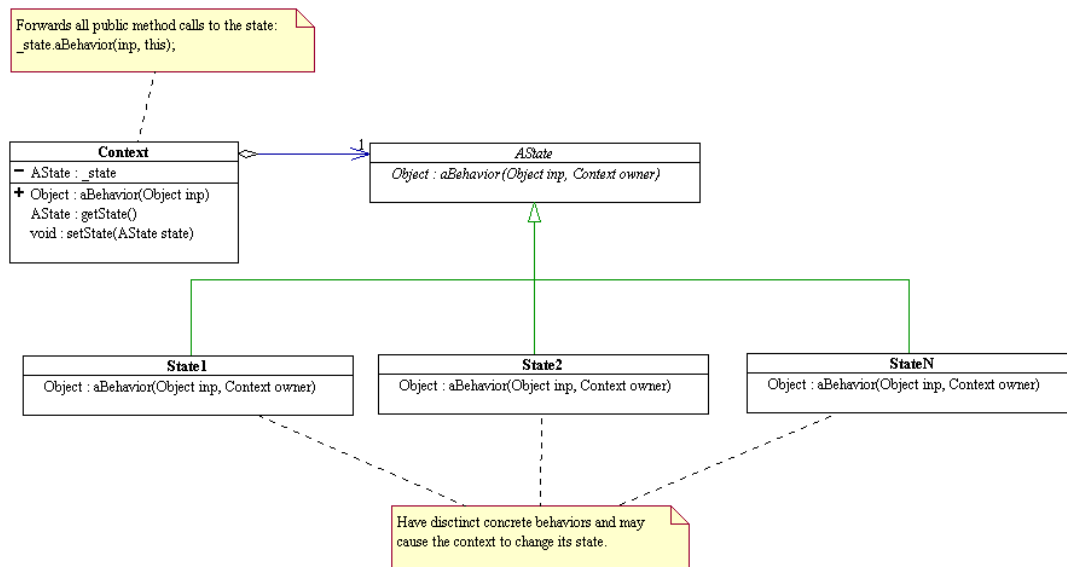 Forwards all public method calls to the state:
_state.aBehavior(inp, this);
Context
− AState : _state
+ Object : aBehavior(Object inp)
AState : getState()
void : setState(AState state)
1
AState
Object : aBehavior(Object inp, Context owner)
State1
Object : aBehavior(Object inp, Context owner)
State2
Object : aBehavior(Object inp, Context owner)
StateN
Object : aBehavior(Object inp, Context owner)
Have disctinct concrete behaviors and may
cause the context to change its state.